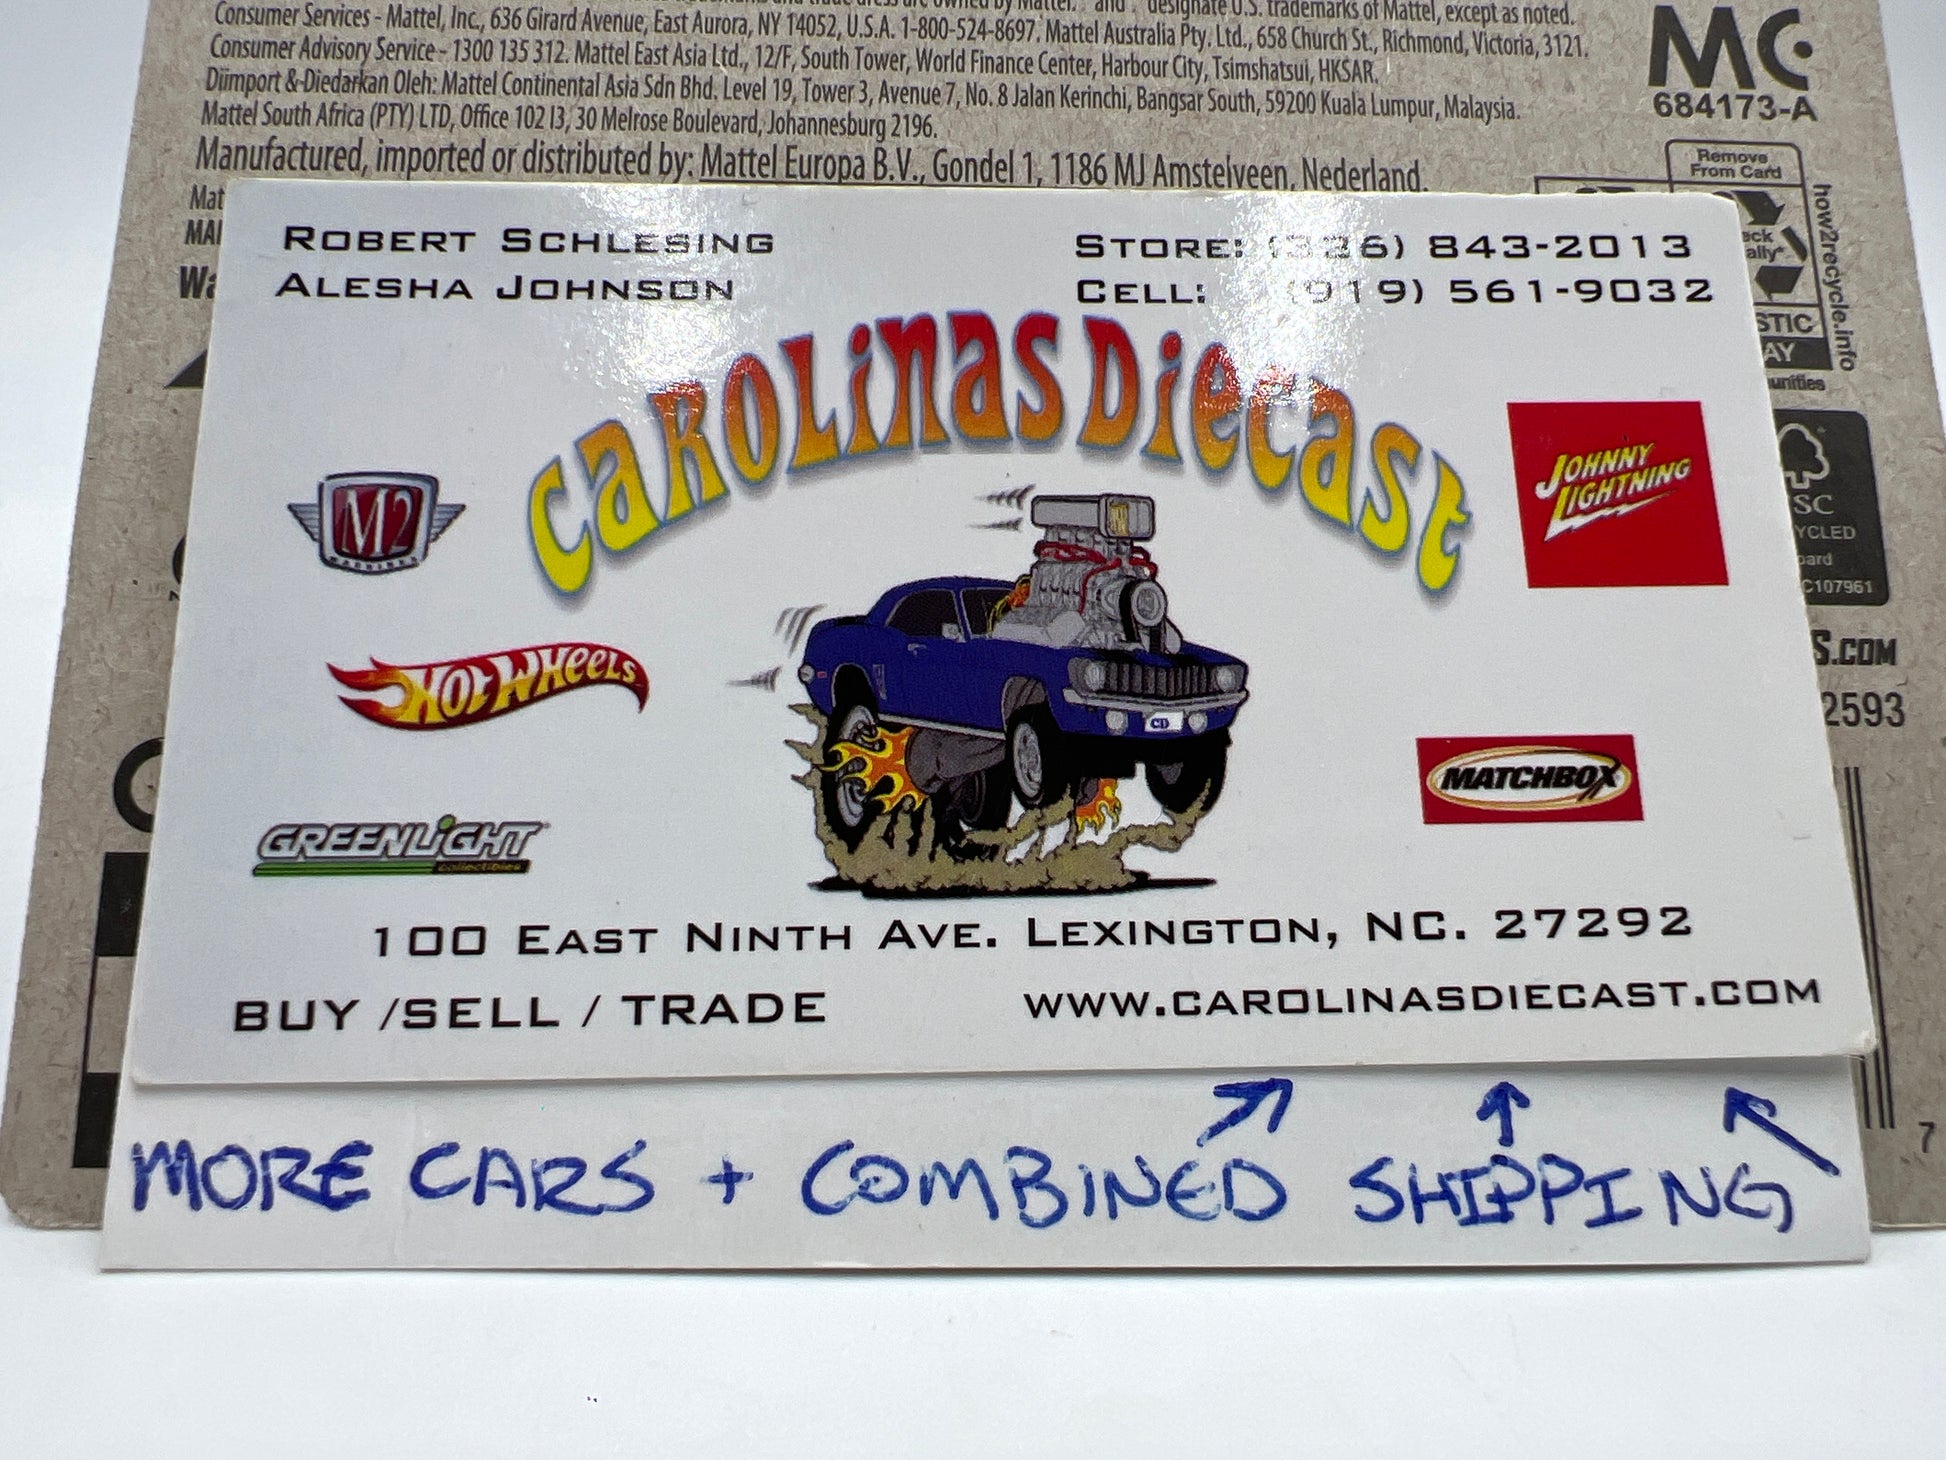 Consumer Services - Mattel, Inc., 636 Girard Avenue, East Aurora, NY 14052, U.S.A. 1-800-524-8697. Mattel Australia Pty. Ltd., 658 Church St., Richmond, Victoria, 3121.
Consumer Advisory Service - 1300 135 312. Mattel East Asia Ltd., 12/F, South Tower, World Finance Center, Harbour City, Tsimshatsui, HKSAR.
Diimport & Diedarkan Oleh: Mattel Continental Asia Sdn Bhd. Level 19, Tower 3, Avenue 7, No. 8 Jalan Kerinchi, Bangsar South, 59200 Kuala Lumpur, Malaysia.
Mattel South Africa (PTY) LTD, Office 102 I3, 30 Melrose Boulevard, Johannesburg 2196.
Manufactured, imported or distributed by: Mattel Europa B.V., Gondel 1, 1186 MJ Amstelveen, Nederland.
MC
684173-A
Remove
From Card
how2recycle.info
ROBERT SCHLESING
ALESHA JOHNSON
STORE: (336) 843-2013
CELL: (919) 561-9032
CAROLINAS DIECAST
M2
MACHINES
JOHNNY
LIGHTNING
HOT WHEELS
CD
MATCHBOX
GREENLIGHT
collectibles
100 EAST NINTH AVE. LEXINGTON, NC. 27292
BUY /SELL / TRADE
WWW.CAROLINASDIECAST.COM
S.COM
2593
C107961
7
MORE CARS + COMBINED SHIPPING